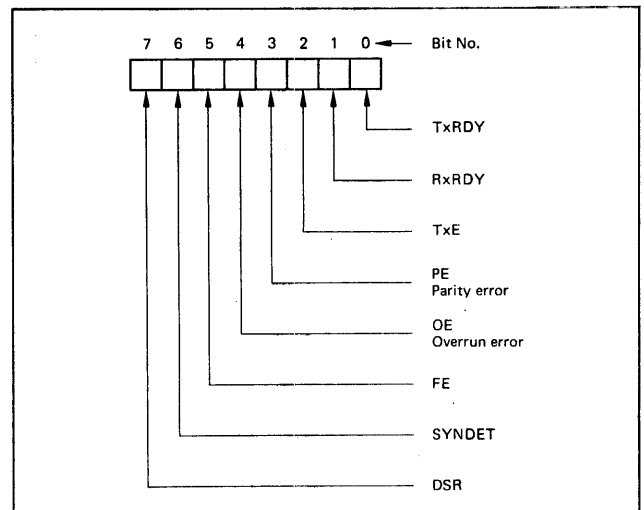 7 6 5 4 3 2 1 0 Bit No.
TxRDY
RxRDY
TxE
PE
Parity error
OE
Overrun error
FE
SYNDET
DSR